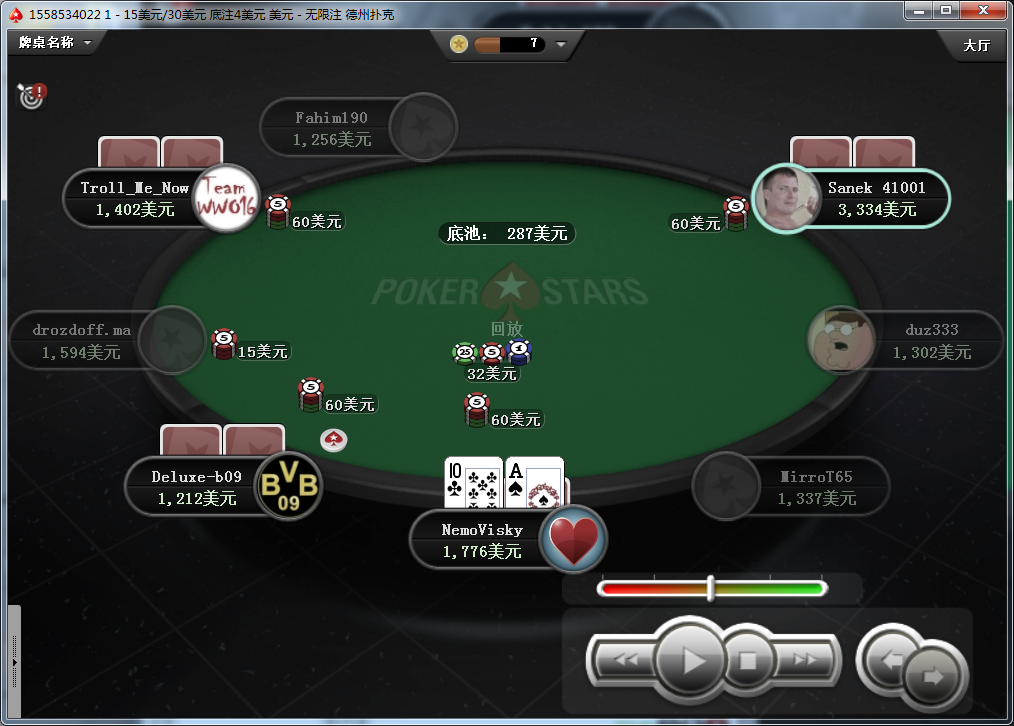 1558534022 1 - 15美元/30美元 底注4美元 美元 - 无限注 德州扑克
牌桌名称
7
大厅
Fahim190
1,256美元
Troll_Me_Now
1,402美元
Team
WW016
60美元
Sanek 41001
3,334美元
60美元
底池: 287美元
POKER STARS
回放
drozdoff.ma
1,594美元
15美元
duz333
1,302美元
25
5
1
32美元
60美元
60美元
Deluxe-b09
1,212美元
BVB
09
10
A
NemoVisky
1,776美元
MirroT65
1,337美元